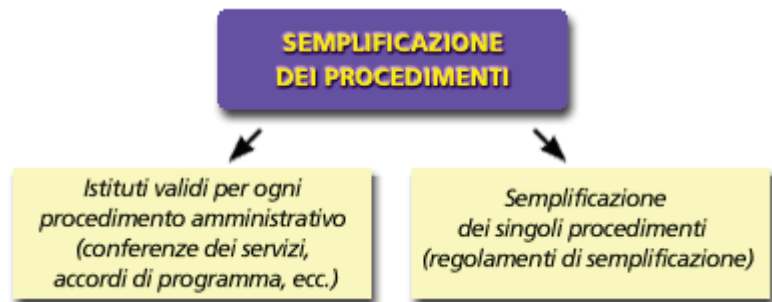 SEMPLIFICAZIONE
DEI PROCEDIMENTI
Istituti validi per ogni
procedimento amministrativo
(conferenze dei servizi,
accordi di programma, ecc.)
Semplificazione
dei singoli procedimenti
(regolamenti di semplificazione)